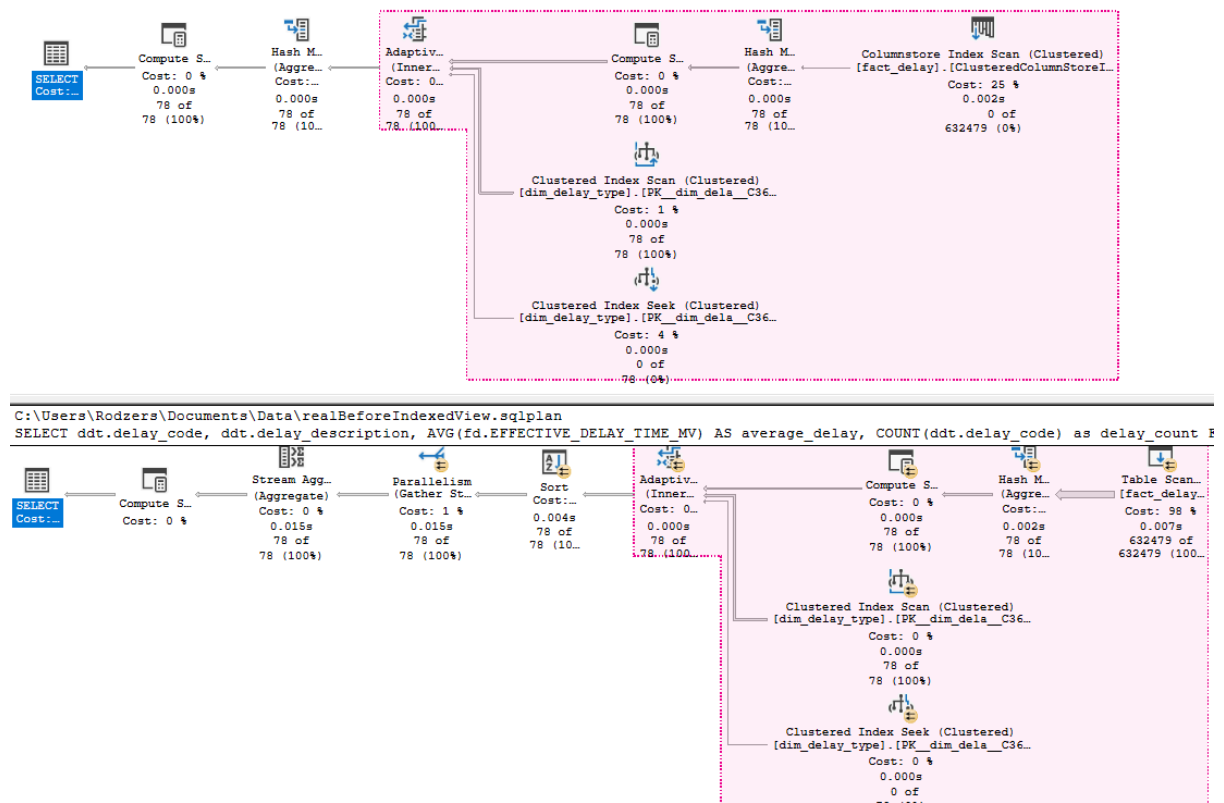 SELECT
Cost:…
Compute S…
Cost: 0 %
0.000s
78 of
78 (100%)
Hash M…
(Aggre…
Cost:…
0.000s
78 of
78 (10…
Adaptiv…
(Inner…
Cost: 0…
0.000s
78 of
78 (100…
Compute S…
Cost: 0 %
0.000s
78 of
78 (100%)
Hash M…
(Aggre…
Cost:…
0.000s
78 of
78 (10…
Columnstore Index Scan (Clustered)
[fact_delay].[ClusteredColumnStoreI…
Cost: 25 %
0.002s
0 of
632479 (0%)
Clustered Index Scan (Clustered)
[dim_delay_type].[PK__dim_dela__C36…
Cost: 1 %
0.000s
78 of
78 (100%)
Clustered Index Seek (Clustered)
[dim_delay_type].[PK__dim_dela__C36…
Cost: 4 %
0.000s
0 of
78 (0%)
C:\Users\Rodzers\Documents\Data\realBeforeIndexedView.sqlplan
SELECT ddt.delay_code, ddt.delay_description, AVG(fd.EFFECTIVE_DELAY_TIME_MV) AS average_delay, COUNT(ddt.delay_code) as delay_count
SELECT
Cost:…
Compute S…
Cost: 0 %
Stream Agg…
(Aggregate)
Cost: 0 %
0.015s
78 of
78 (100%)
Parallelism
(Gather St…
Cost: 1 %
0.015s
78 of
78 (100%)
Sort
Cost:…
0.004s
78 of
78 (10…
Adaptiv…
(Inner…
Cost: 0…
0.000s
78 of
78 (100…
Compute S…
Cost: 0 %
0.000s
78 of
78 (100%)
Hash M…
(Aggre…
Cost:…
0.002s
78 of
78 (10…
Table Scan…
[fact_delay…
Cost: 98 %
0.007s
632479 of
632479 (100…
Clustered Index Scan (Clustered)
[dim_delay_type].[PK__dim_dela__C36…
Cost: 0 %
0.000s
78 of
78 (100%)
Clustered Index Seek (Clustered)
[dim_delay_type].[PK__dim_dela__C36…
Cost: 0 %
0.000s
0 of